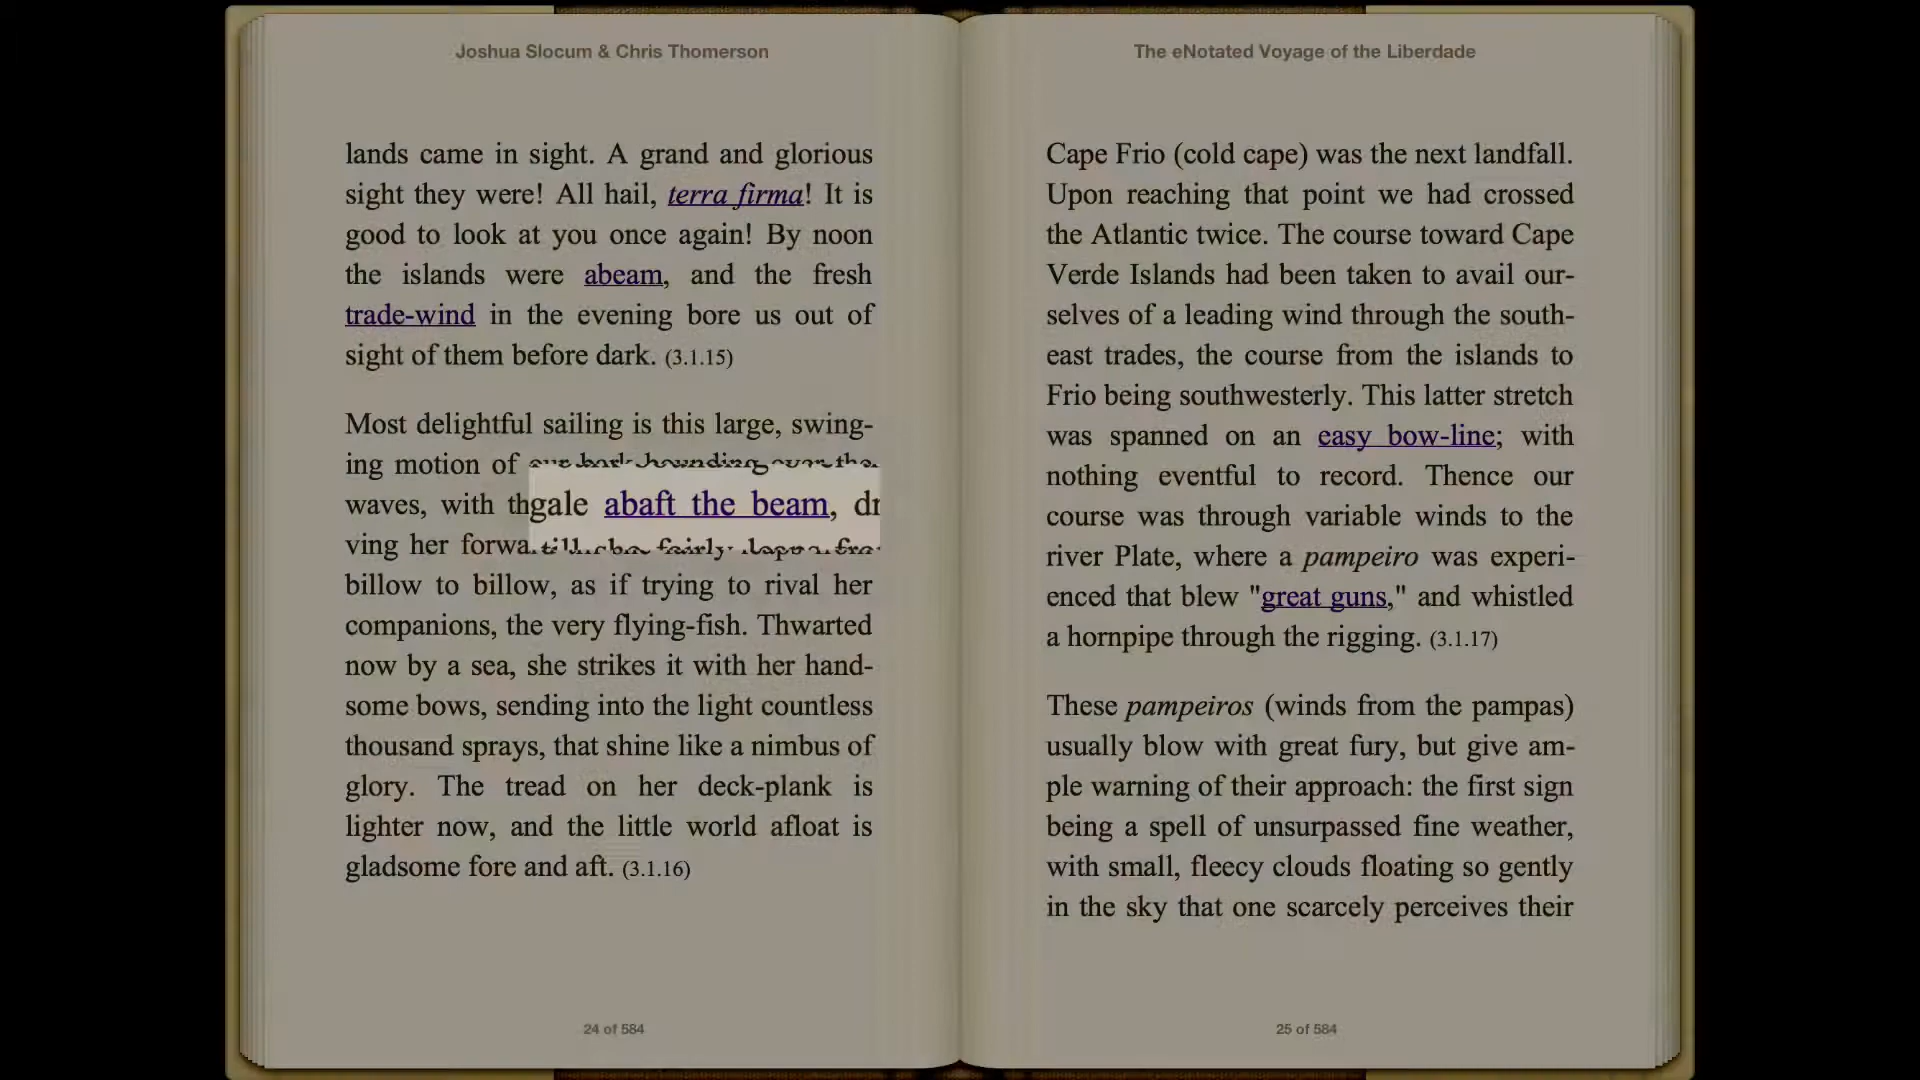 Joshua Slocum & Chris Thomerson
lands came in sight. A grand and glorious
sight they were! All hail, terra firma! It is
good to look at you once again! By noon
the islands were abeam, and the fresh
trade-wind in the evening bore us out of
sight of them before dark. (3.1.15)
Most delightful sailing is this large, swing-
ing motion of our bark bounding over the
waves, with th gale abaft the beam, dr
ving her forwa till she fairly
billow to billow, as if trying to rival her
companions, the very flying-fish. Thwarted
now by a sea, she strikes it with her hand-
some bows, sending into the light countless
thousand sprays, that shine like a nimbus of
glory. The tread on her deck-plank is
lighter now, and the little world afloat is
gladsome fore and aft. (3.1.16)
24 of 584
The eNotated Voyage of the Liberdade
Cape Frio (cold cape) was the next landfall.
Upon reaching that point we had crossed
the Atlantic twice. The course toward Cape
Verde Islands had been taken to avail our-
selves of a leading wind through the south-
east trades, the course from the islands to
Frio being southwesterly. This latter stretch
was spanned on an easy bow-line; with
nothing eventful to record. Thence our
course was through variable winds to the
river Plate, where a pampeiro was experi-
enced that blew "great guns," and whistled
a hornpipe through the rigging. (3.1.17)
These pampeiros (winds from the pampas)
usually blow with great fury, but give am-
ple warning of their approach: the first sign
being a spell of unsurpassed fine weather,
with small, fleecy clouds floating so gently
in the sky that one scarcely perceives their
25 of 584